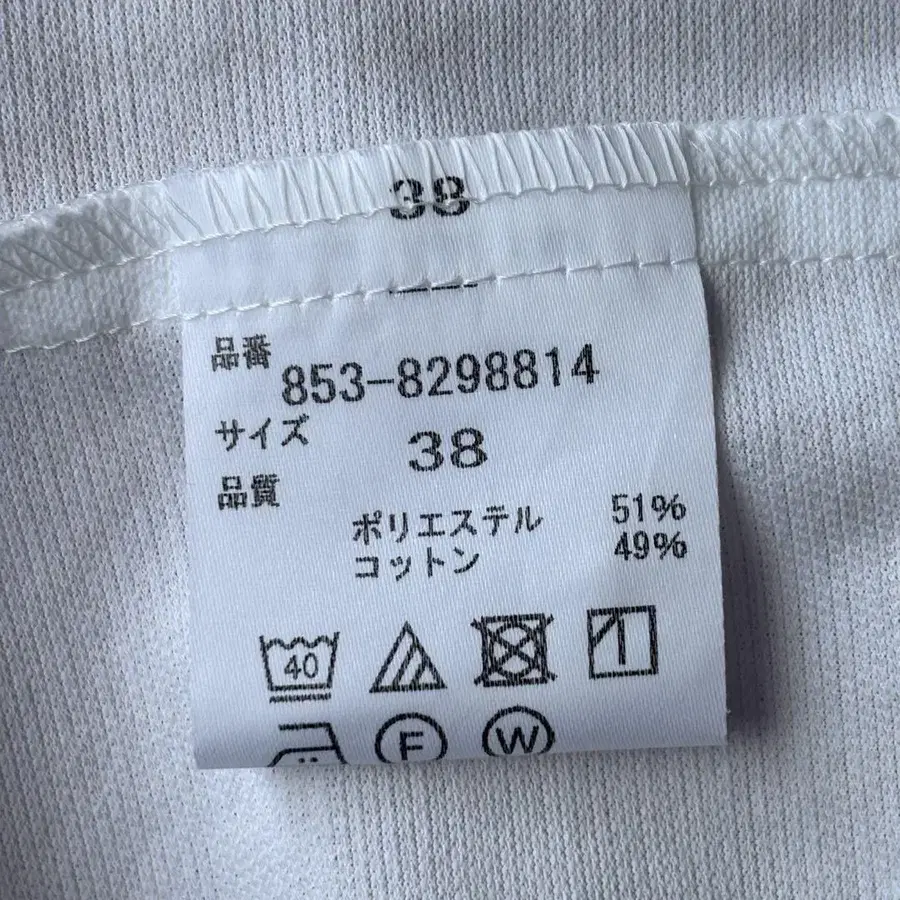 38
品番
853-8298814
サイズ 38
品質
ポリエステル 51%
コットン 49%
40
F W